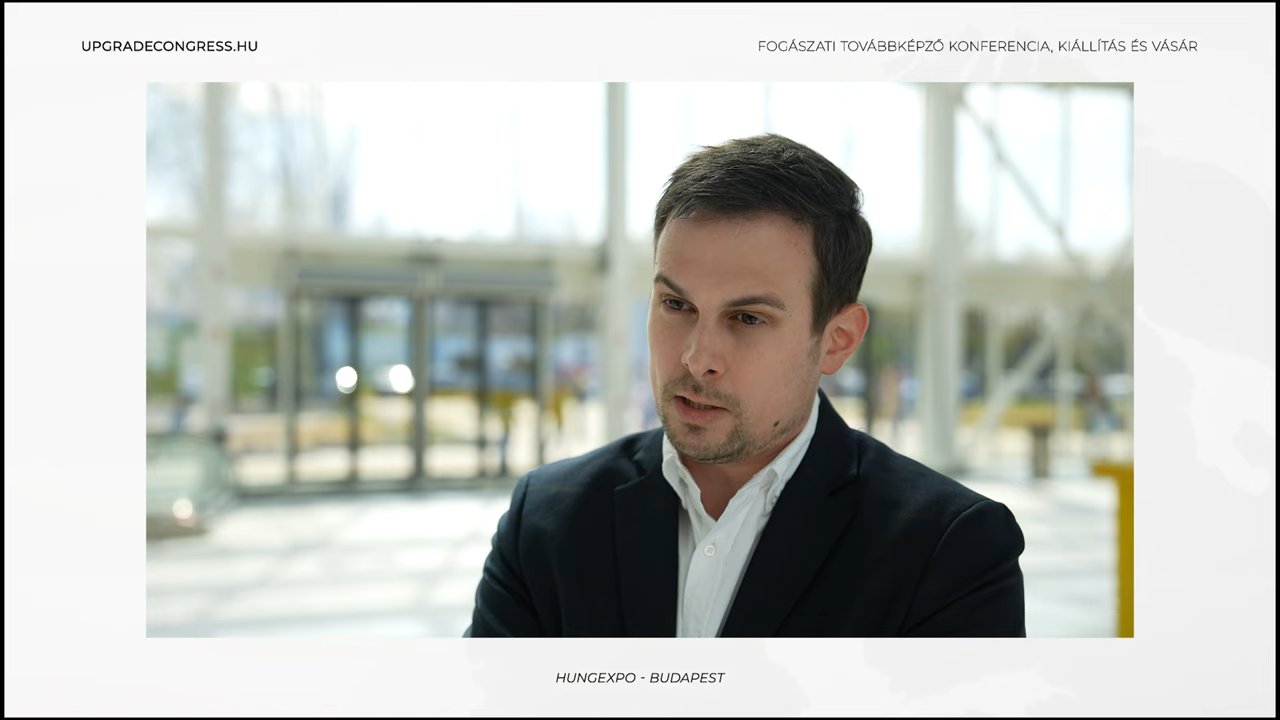 UPGRADECONGRESS.HU
FOGÁSZATI TOVÁBBKÉPZŐ KONFERENCIA, KIÁLLÍTÁS ÉS VÁSÁR
HUNGEXPO - BUDAPEST